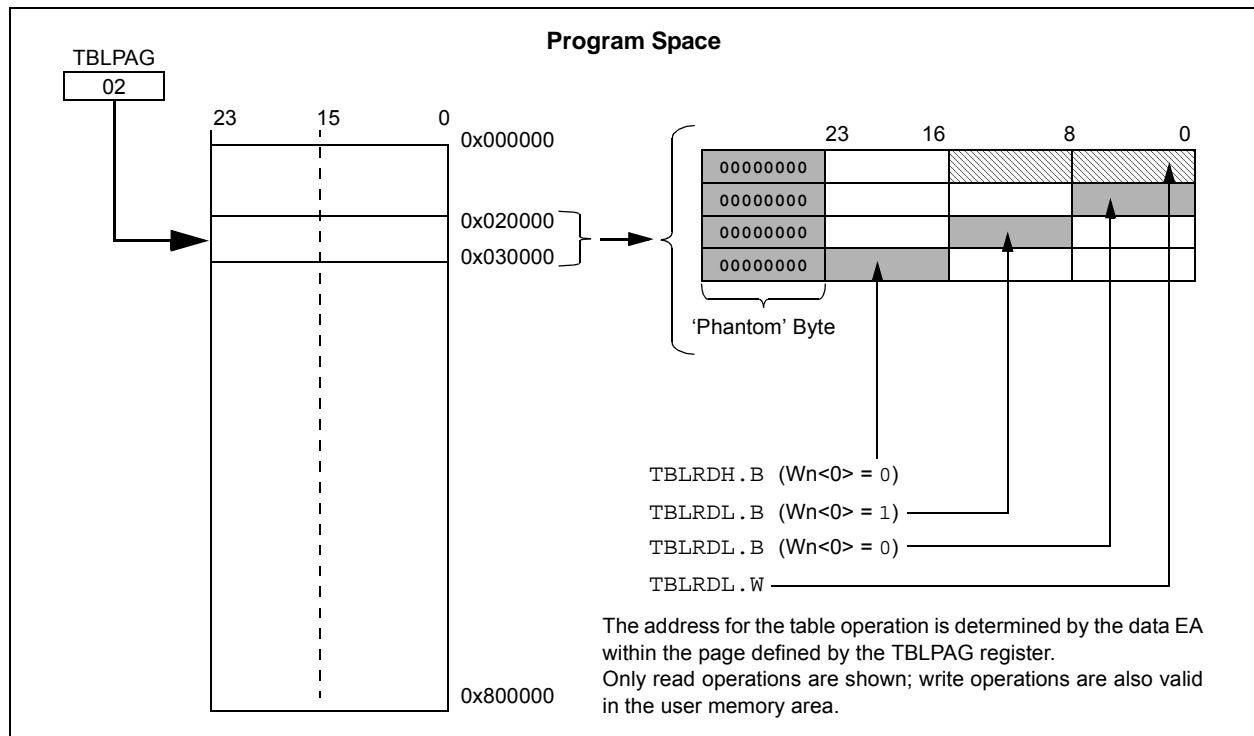 Program Space
TBLPAG
02
23 15 0
0x000000
0x020000
0x030000
0x800000
23 16 8 0
00000000
00000000
00000000
00000000
‘Phantom’ Byte
TBLRDH.B (Wn<0> = 0)
TBLRDL.B (Wn<0> = 1)
TBLRDL.B (Wn<0> = 0)
TBLRDL.W
The address for the table operation is determined by the data EA
within the page defined by the TBLPAG register.
Only read operations are shown; write operations are also valid
in the user memory area.